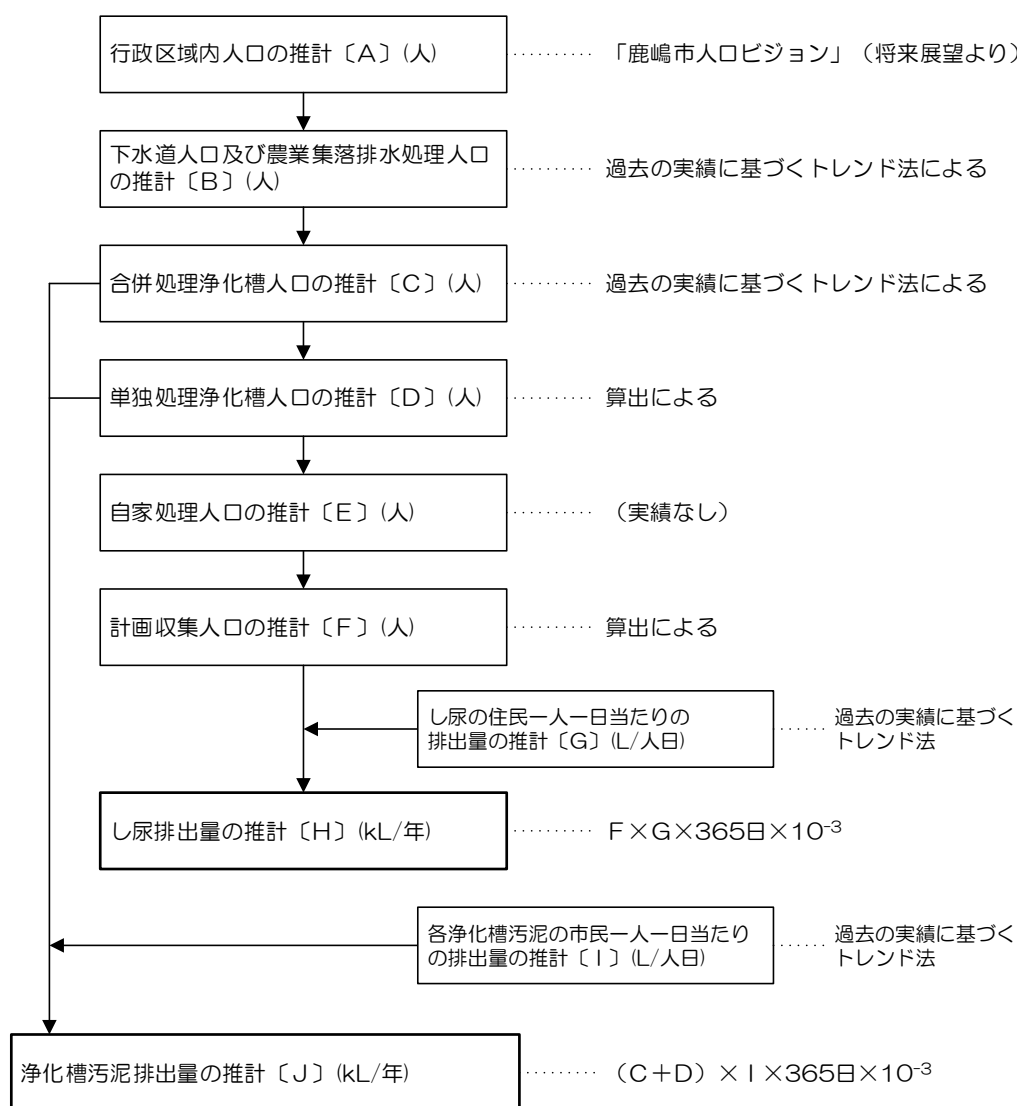 行政区域内人口の推計〔A〕(人)
‥‥‥‥‥ 「鹿嶋市人口ビジョン」（将来展望より）
下水道人口及び農業集落排水処理人口
の推計〔B〕(人)
‥‥‥‥‥ 過去の実績に基づくトレンド法による
合併処理浄化槽人口の推計〔C〕(人)
‥‥‥‥‥ 過去の実績に基づくトレンド法による
単独処理浄化槽人口の推計〔D〕(人)
‥‥‥‥‥ 算出による
自家処理人口の推計〔E〕(人)
‥‥‥‥‥ （実績なし）
計画収集人口の推計〔F〕(人)
‥‥‥‥‥ 算出による
し尿の住民一人一日当たりの
排出量の推計〔G〕(L/人日)
‥‥‥ 過去の実績に基づく
トレンド法
し尿排出量の推計〔H〕(kL/年)
‥‥‥‥‥ F×G×365日×10⁻³
各浄化槽汚泥の市民一人一日当たり
の排出量の推計〔I〕(L/人日)
‥‥‥ 過去の実績に基づく
トレンド法
浄化槽汚泥排出量の推計〔J〕(kL/年)
‥‥‥‥‥ （C＋D）×I×365日×10⁻³